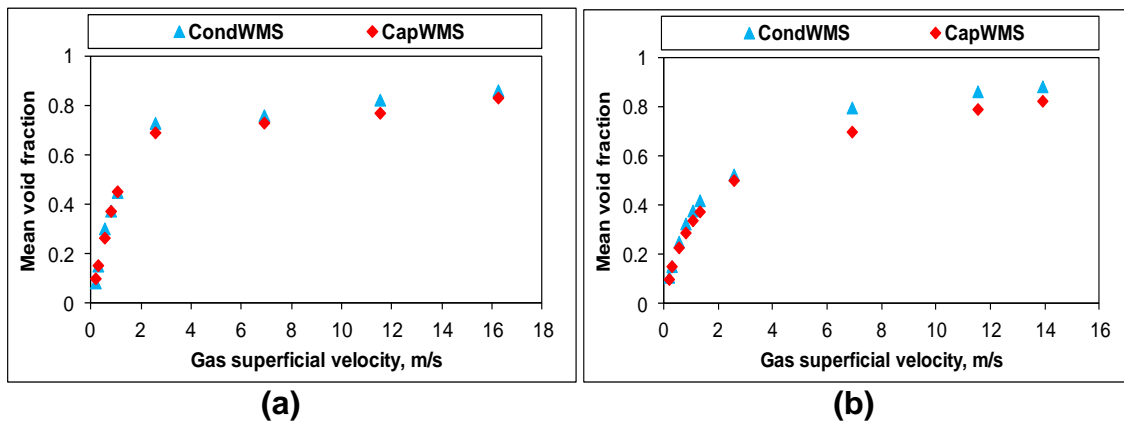 CondWMS CapWMS
1
0.8
0.6
0.4
0.2
0
Mean void fraction
0 2 4 6 8 10 12 14 16 18
Gas superficial velocity, m/s
(a)
CondWMS CapWMS
1
0.8
0.6
0.4
0.2
0
Mean void fraction
0 2 4 6 8 10 12 14 16
Gas superficial velocity, m/s
(b)